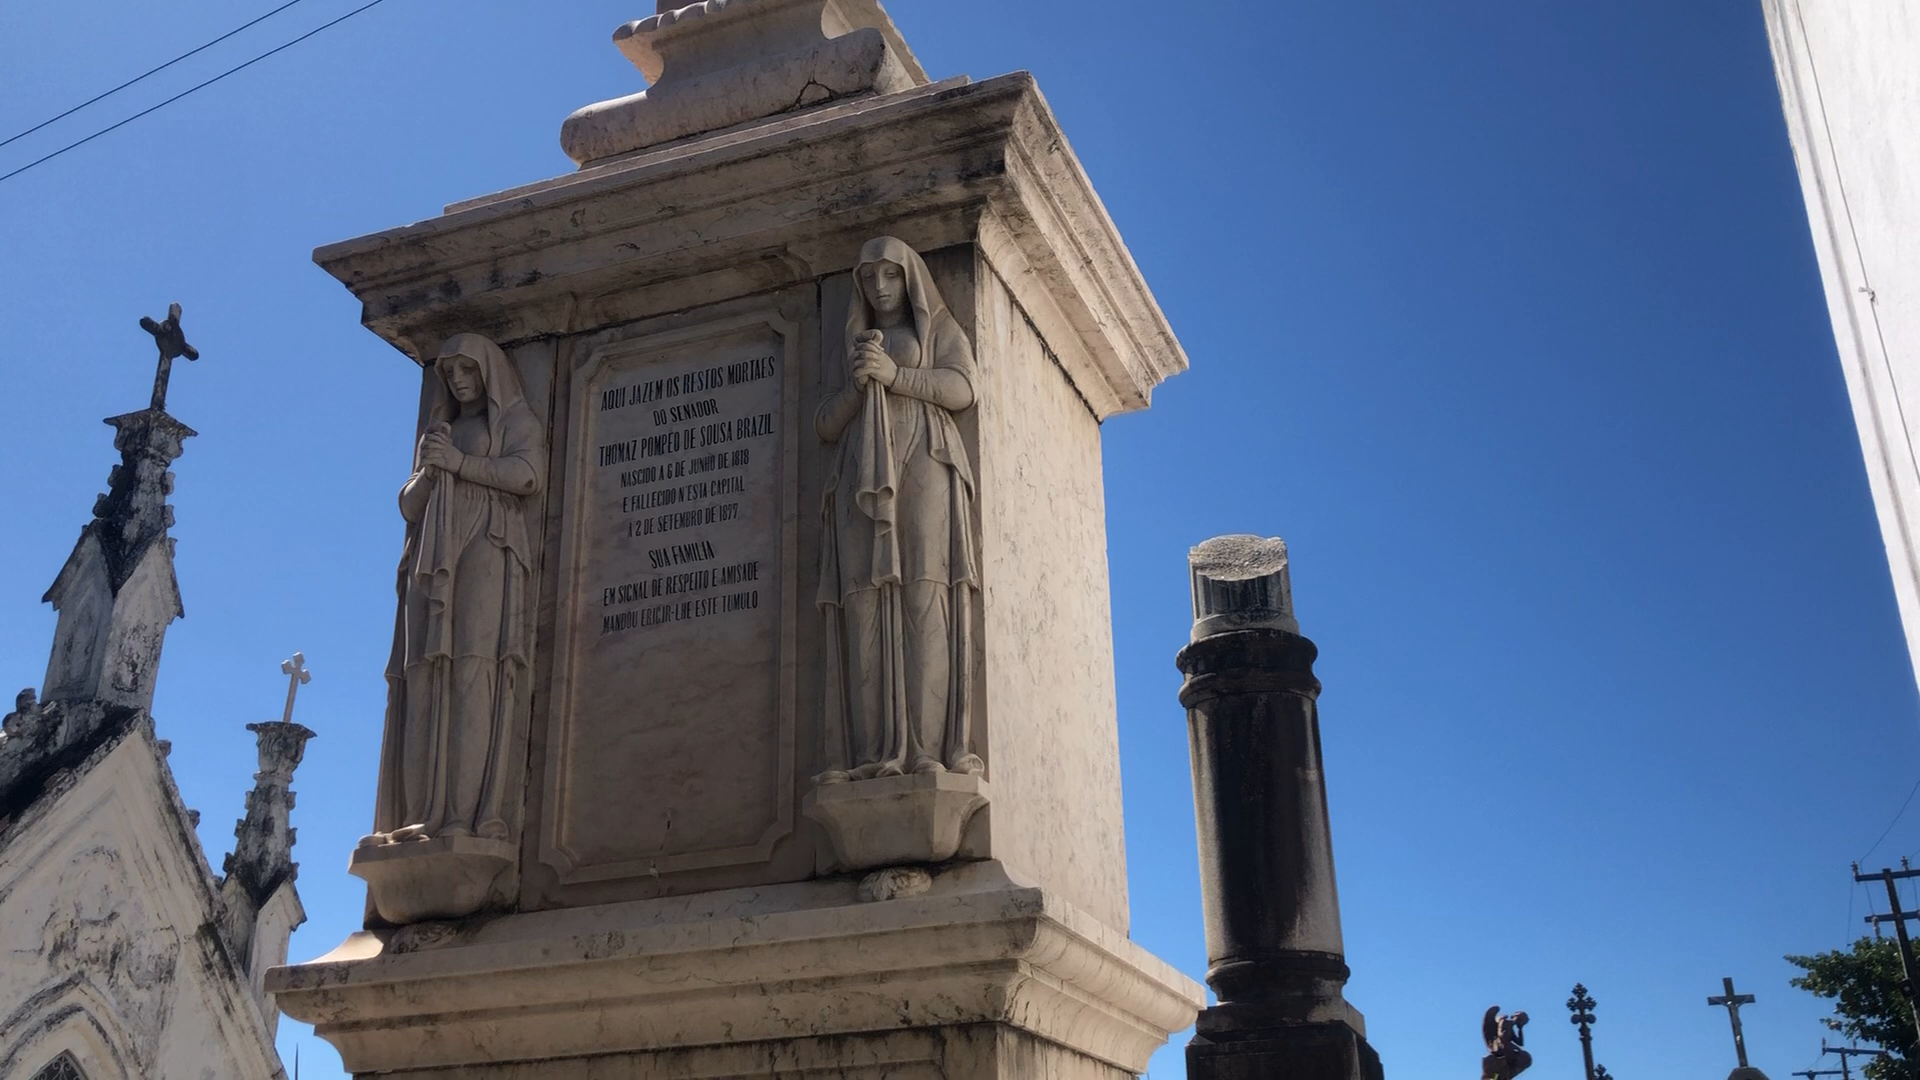 AQUI JAZEM OS RESTOS MORTAES
DO SENADOR
THOMAZ POMPEO DE SOUSA BRAZIL
NASCIDO A 6 DE JUNHO DE 1818
E FALLECIDO N'ESTA CAPITAL
A 2 DE SETEMBRO DE 1877
SUA FAMILIA
EM SIGNAL DE RESPEITO E AMISADE
MANDOU ERIGIR-LHE ESTE TUMULO